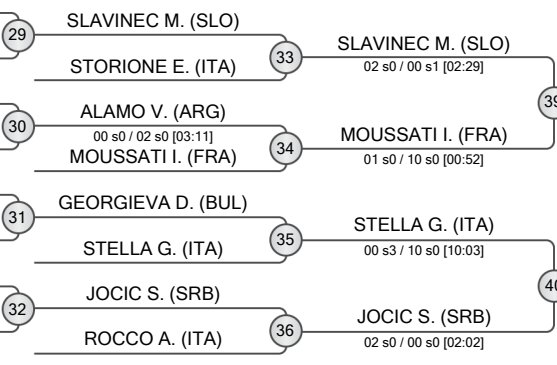 29
SLAVINEC M. (SLO)
STORIONE E. (ITA)
33
SLAVINEC M. (SLO)
02 s0 / 00 s1 [02:29]
30
ALAMO V. (ARG)
00 s0 / 02 s0 [03:11]
MOUSSATI I. (FRA)
34
MOUSSATI I. (FRA)
01 s0 / 10 s0 [00:52]
39
31
GEORGIEVA D. (BUL)
STELLA G. (ITA)
35
STELLA G. (ITA)
00 s3 / 10 s0 [10:03]
32
JOCIC S. (SRB)
ROCCO A. (ITA)
36
JOCIC S. (SRB)
02 s0 / 00 s0 [02:02]
40